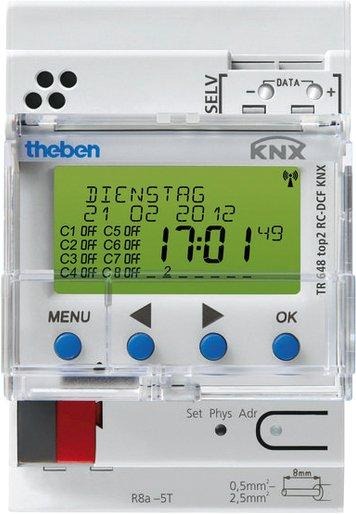 SELV
DATA
- +
theben
KNX
DIENSTAG
21 02 2012
C1 OFF C5 OFF
C2 OFF C6 OFF
C3 OFF C7 OFF
C4 OFF C8 OFF
17:01 49
2
TR 648 top2 RC-DCF KNX
MENU
OK
Set Phys Adr
R8a –5T
0,5mm²–
2,5mm²
8mm